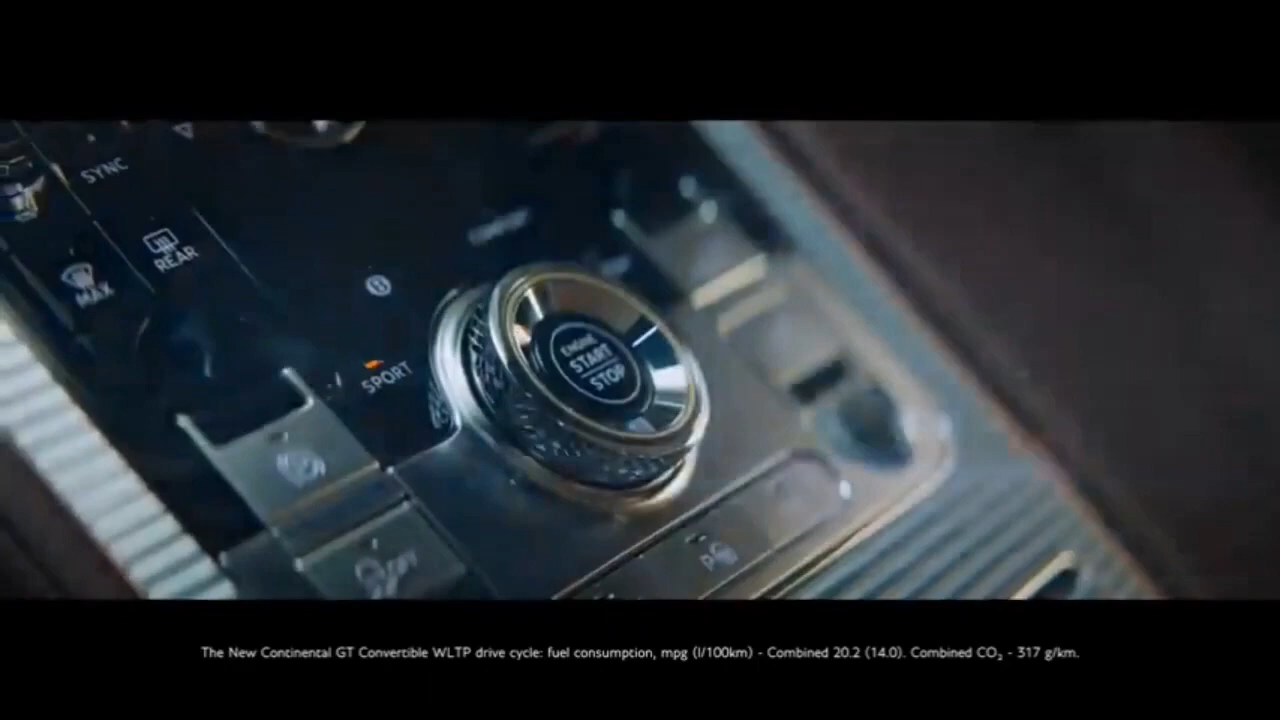 SYNC
REAR
MAX
B
SPORT
ENGINE
START
STOP
P
The New Continental GT Convertible WLTP drive cycle: fuel consumption, mpg (l/100km) - Combined 20.2 (14.0). Combined CO₂ - 317 g/km.